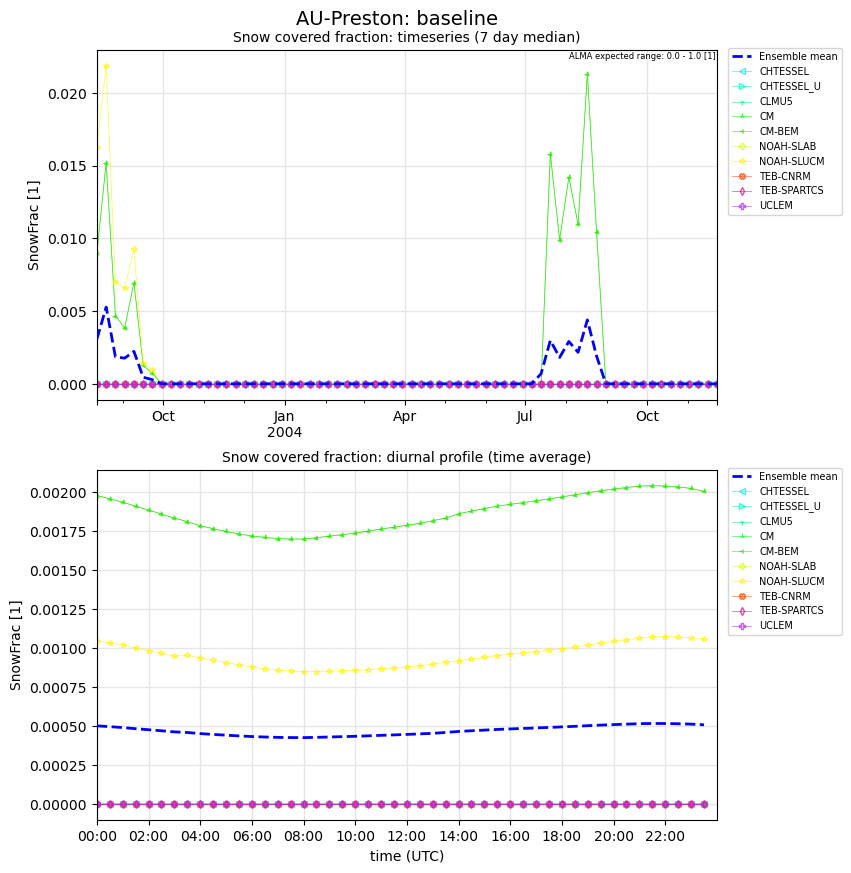 AU-Preston: baseline
Snow covered fraction: timeseries (7 day median)
ALMA expected range: 0.0 - 1.0 [1]
0.020
0.015
0.010
0.005
0.000
SnowFrac [1]
Oct
Jan
2004
Apr
Jul
Oct
Ensemble mean
CHTESSEL
CHTESSEL_U
CLMU5
CM
CM-BEM
NOAH-SLAB
NOAH-SLUCM
TEB-CNRM
TEB-SPARTCS
UCLEM
Snow covered fraction: diurnal profile (time average)
0.00200
0.00175
0.00150
0.00125
0.00100
0.00075
0.00050
0.00025
0.00000
SnowFrac [1]
00:00 02:00 04:00 06:00 08:00 10:00 12:00 14:00 16:00 18:00 20:00 22:00
time (UTC)
Ensemble mean
CHTESSEL
CHTESSEL_U
CLMU5
CM
CM-BEM
NOAH-SLAB
NOAH-SLUCM
TEB-CNRM
TEB-SPARTCS
UCLEM